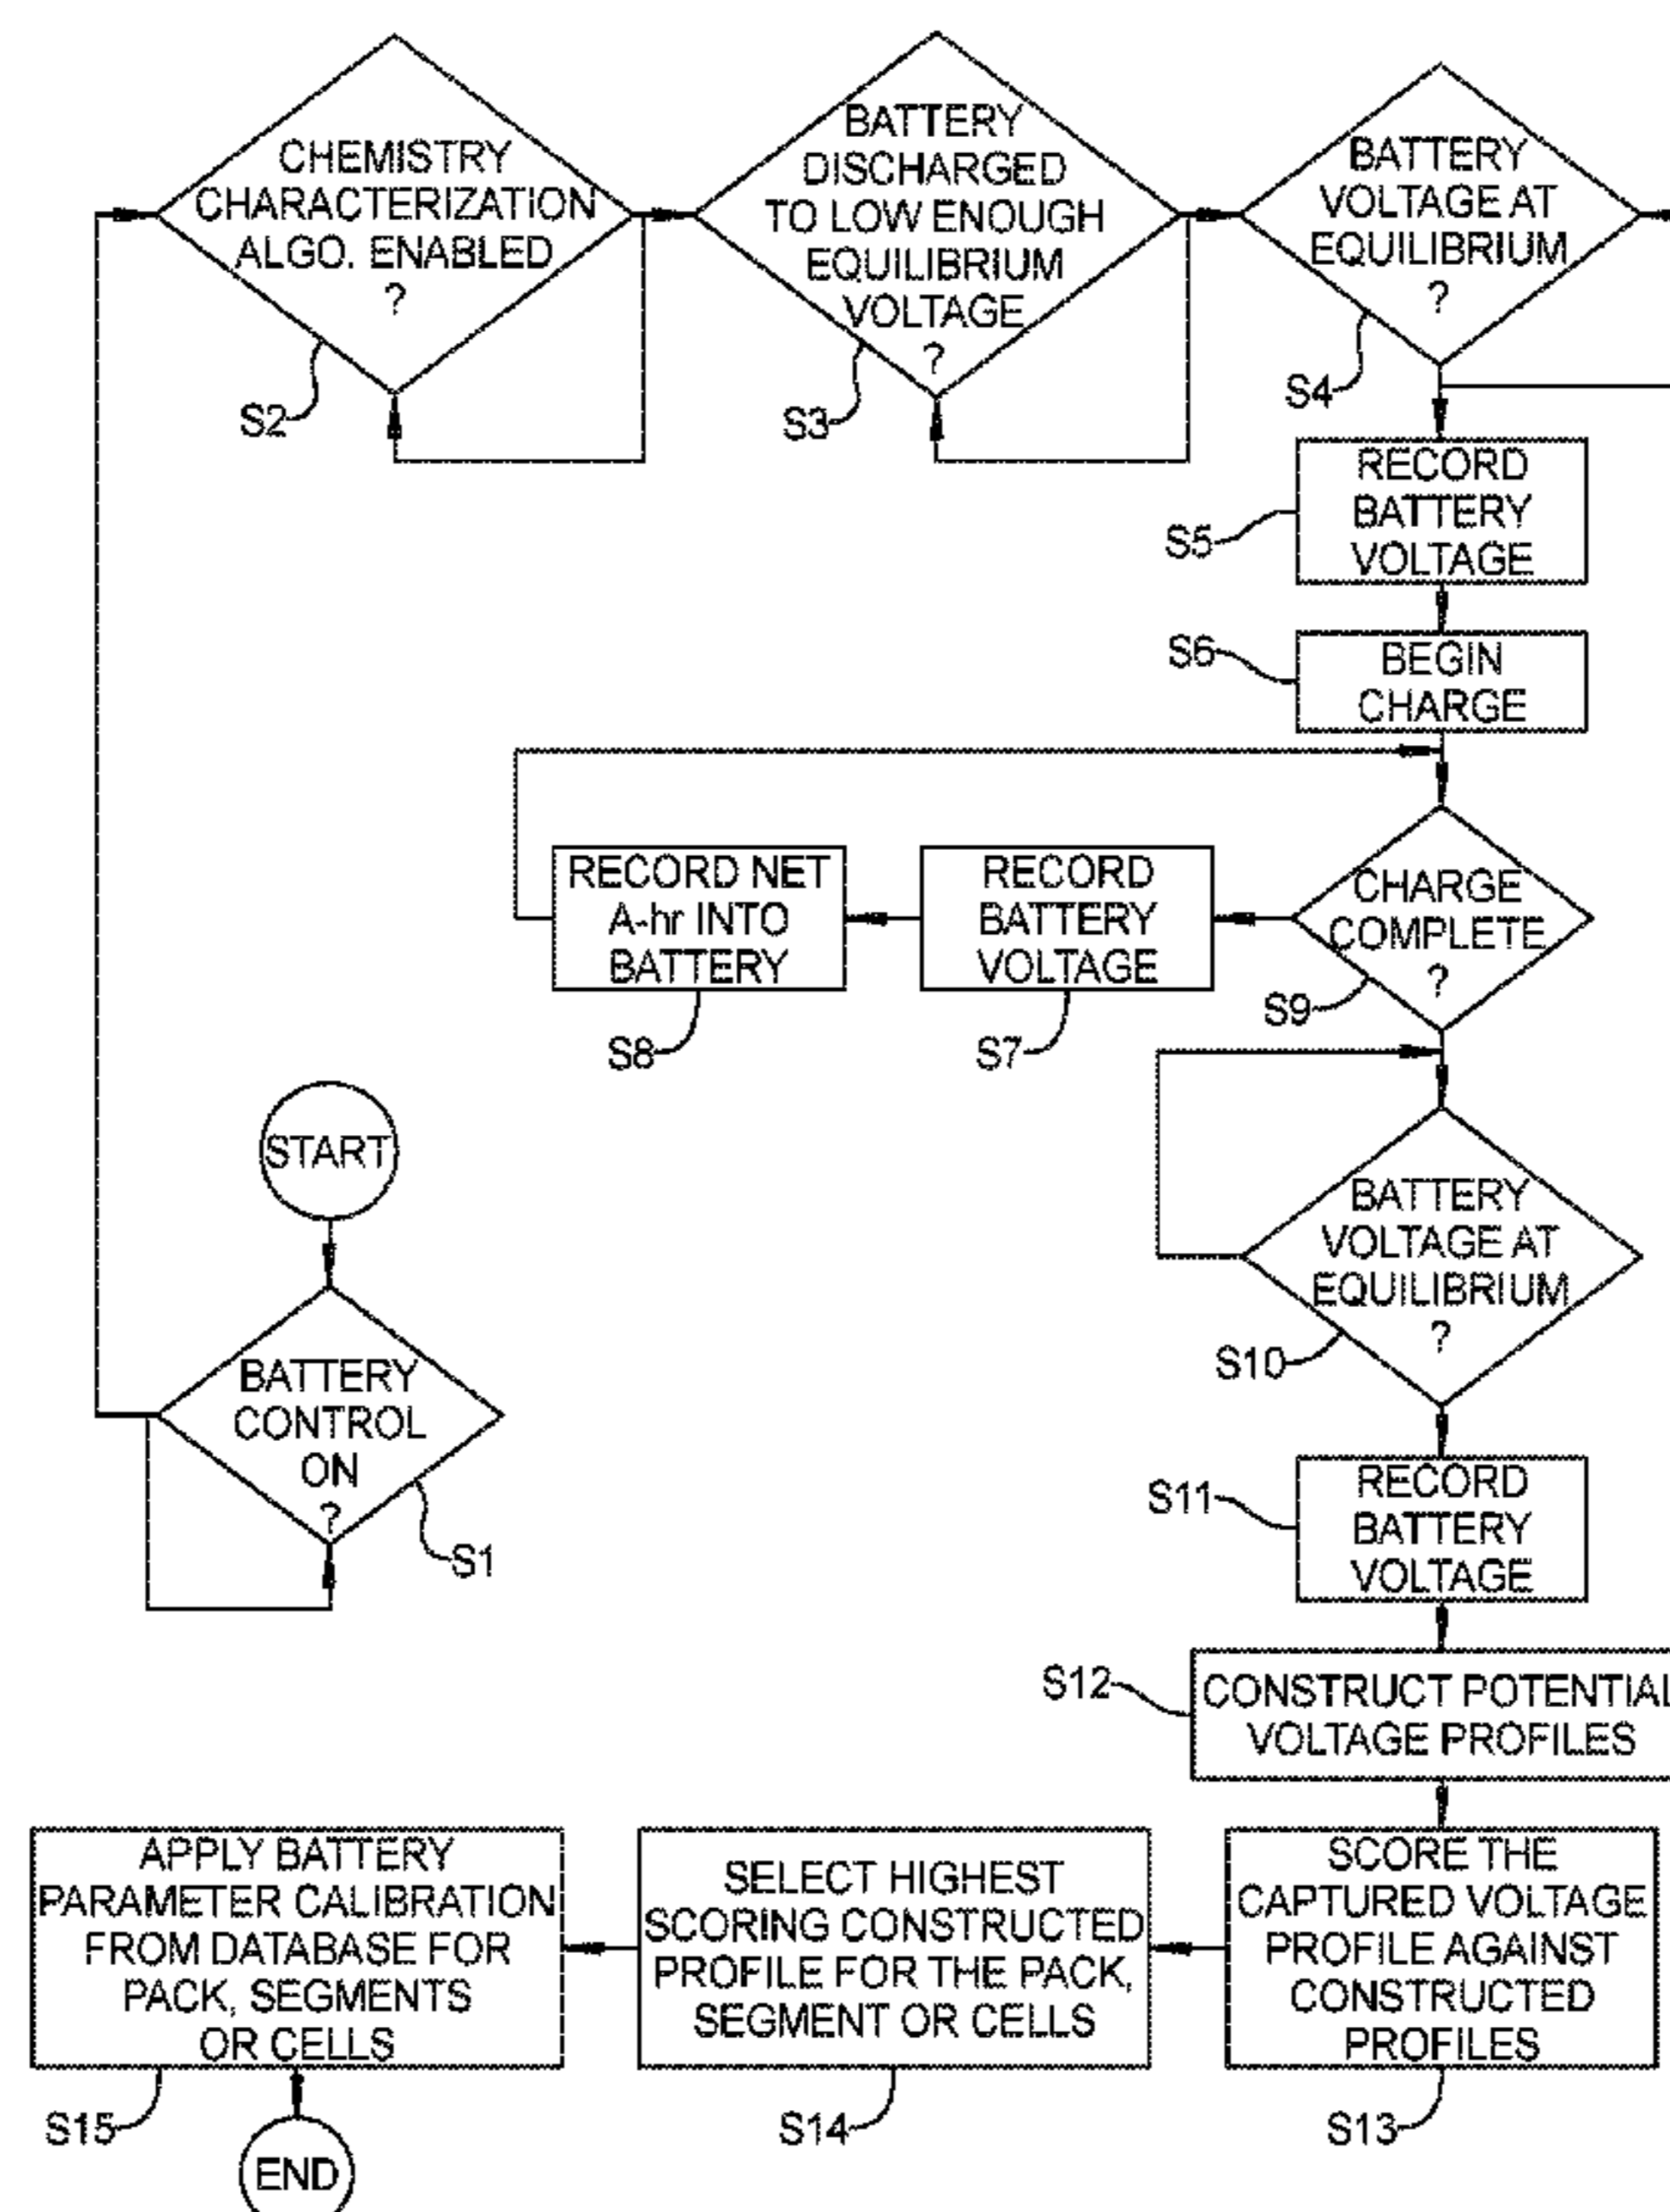 CHEMISTRY
CHARACTERIZATION
ALGO. ENABLED
?
S2
BATTERY
DISCHARGED
TO LOW ENOUGH
EQUILIBRIUM
VOLTAGE
?
S3
BATTERY
VOLTAGE AT
EQUILIBRIUM
?
S4
RECORD
BATTERY
VOLTAGE
S5
BEGIN
CHARGE
S6
CHARGE
COMPLETE
?
S9
RECORD
BATTERY
VOLTAGE
S7
RECORD NET
A-hr INTO
BATTERY
S8
START
BATTERY
CONTROL
ON
?
S1
BATTERY
VOLTAGE AT
EQUILIBRIUM
?
S10
RECORD
BATTERY
VOLTAGE
S11
CONSTRUCT POTENTIAL
VOLTAGE PROFILES
S12
SCORE THE
CAPTURED VOLTAGE
PROFILE AGAINST
CONSTRUCTED
PROFILES
S13
SELECT HIGHEST
SCORING CONSTRUCTED
PROFILE FOR THE PACK,
SEGMENT OR CELLS
S14
APPLY BATTERY
PARAMETER CALIBRATION
FROM DATABASE FOR
PACK, SEGMENTS
OR CELLS
S15
END